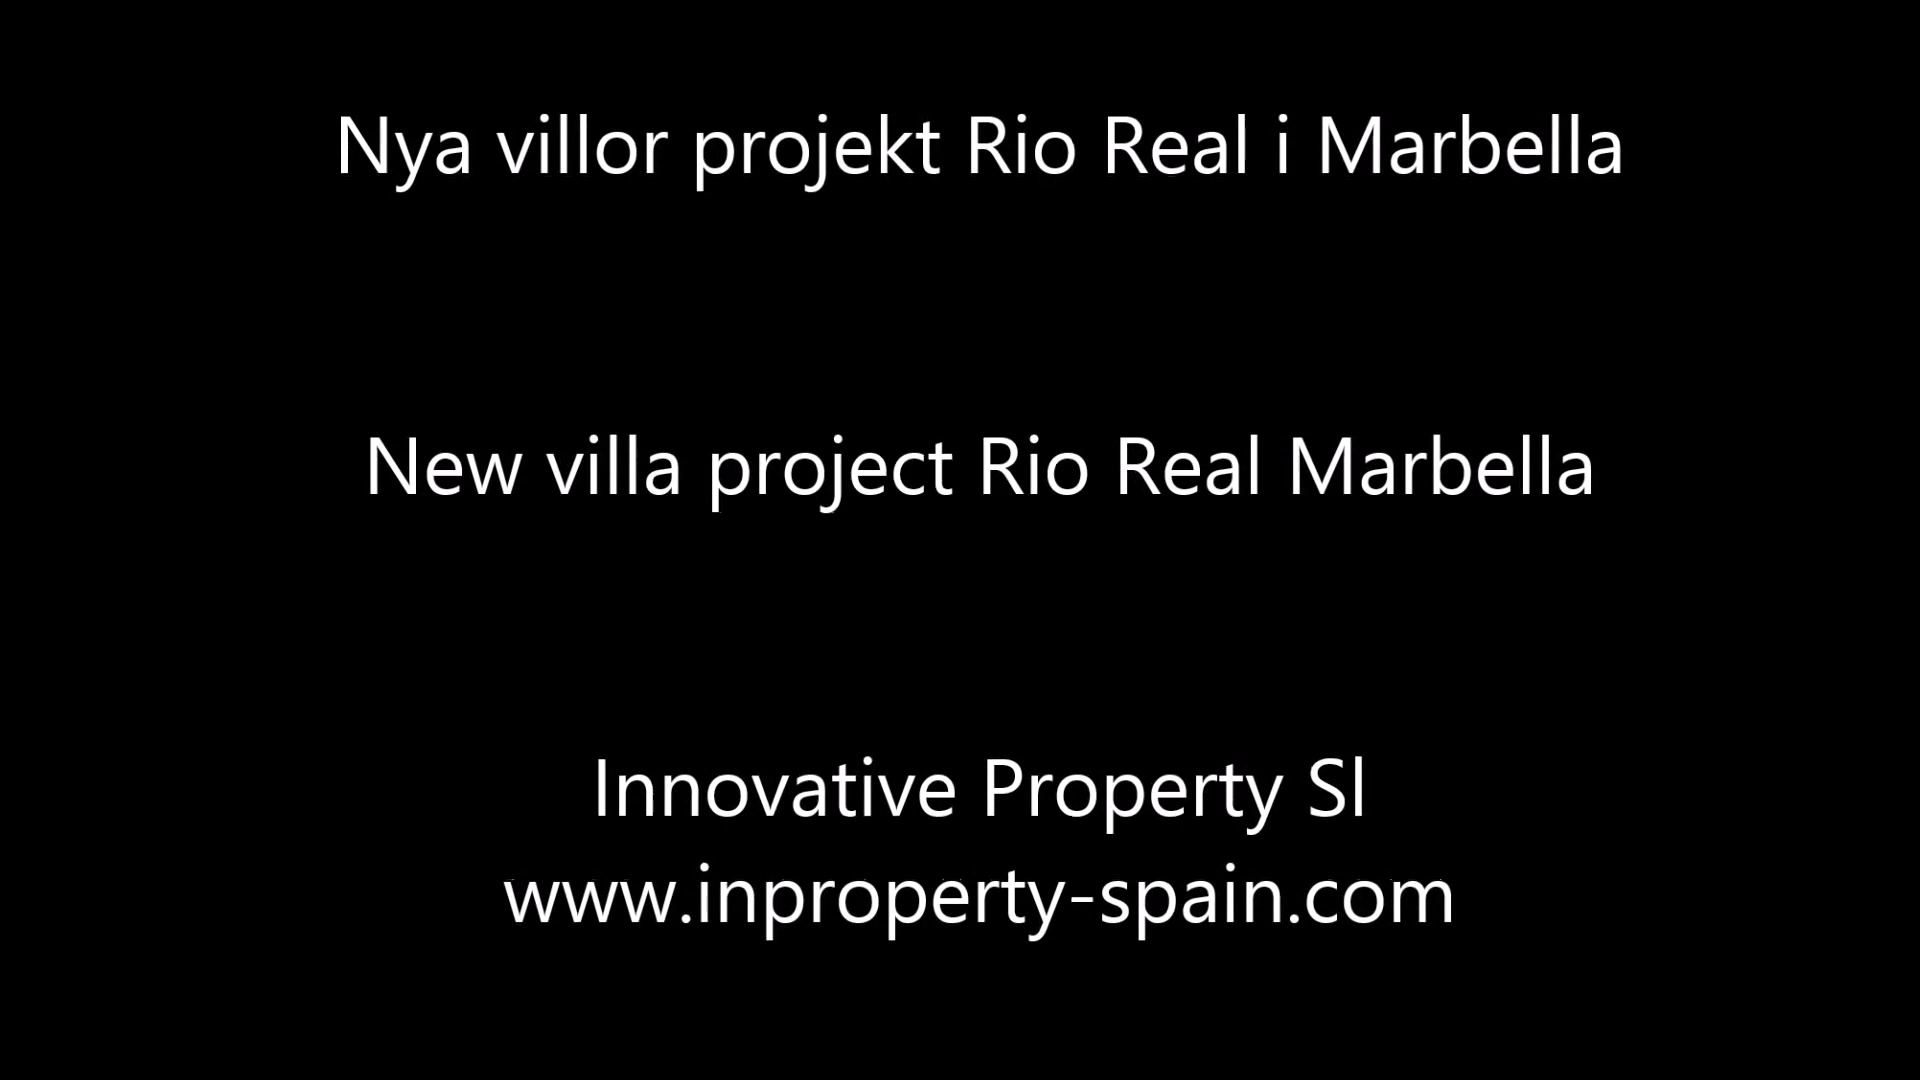 Nya villor projekt Rio Real i Marbella
New villa project Rio Real Marbella
Innovative Property Sl
www.inproperty-spain.com